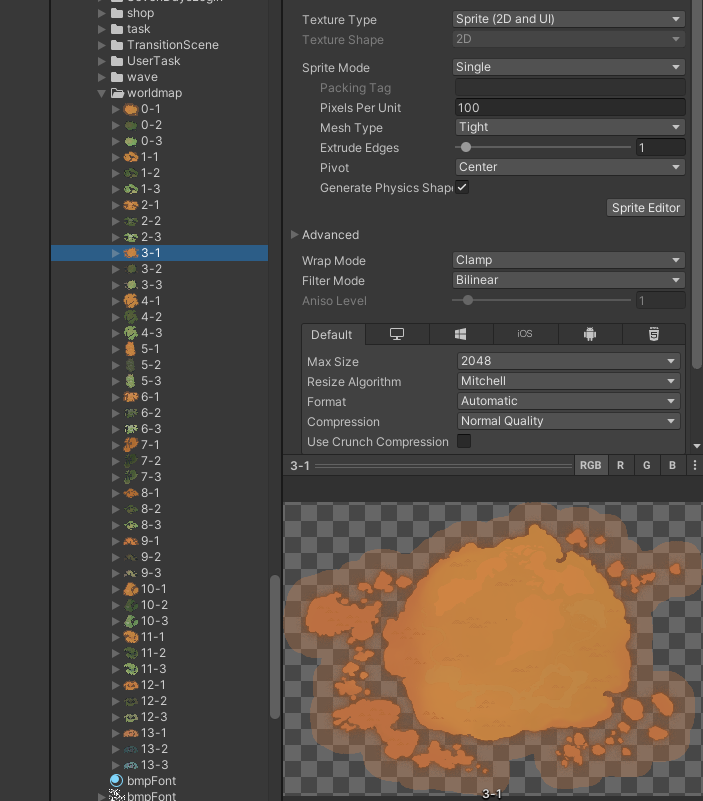 shop
task
TransitionScene
UserTask
wave
worldmap
0-1
0-2
0-3
1-1
1-2
1-3
2-1
2-2
2-3
3-1
3-2
3-3
4-1
4-2
4-3
5-1
5-2
5-3
6-1
6-2
6-3
7-1
7-2
7-3
8-1
8-2
8-3
9-1
9-2
9-3
10-1
10-2
10-3
11-1
11-2
11-3
12-1
12-2
12-3
13-1
13-2
13-3
bmpFont
bmpFont
Texture Type Sprite (2D and UI)
Texture Shape 2D
Sprite Mode Single
Packing Tag
Pixels Per Unit 100
Mesh Type Tight
Extrude Edges 1
Pivot Center
Generate Physics Shap
Sprite Editor
Advanced
Wrap Mode Clamp
Filter Mode Bilinear
Aniso Level 1
Default iOS
Max Size 2048
Resize Algorithm Mitchell
Format Automatic
Compression Normal Quality
Use Crunch Compression
3-1 RGB R G B
3-1